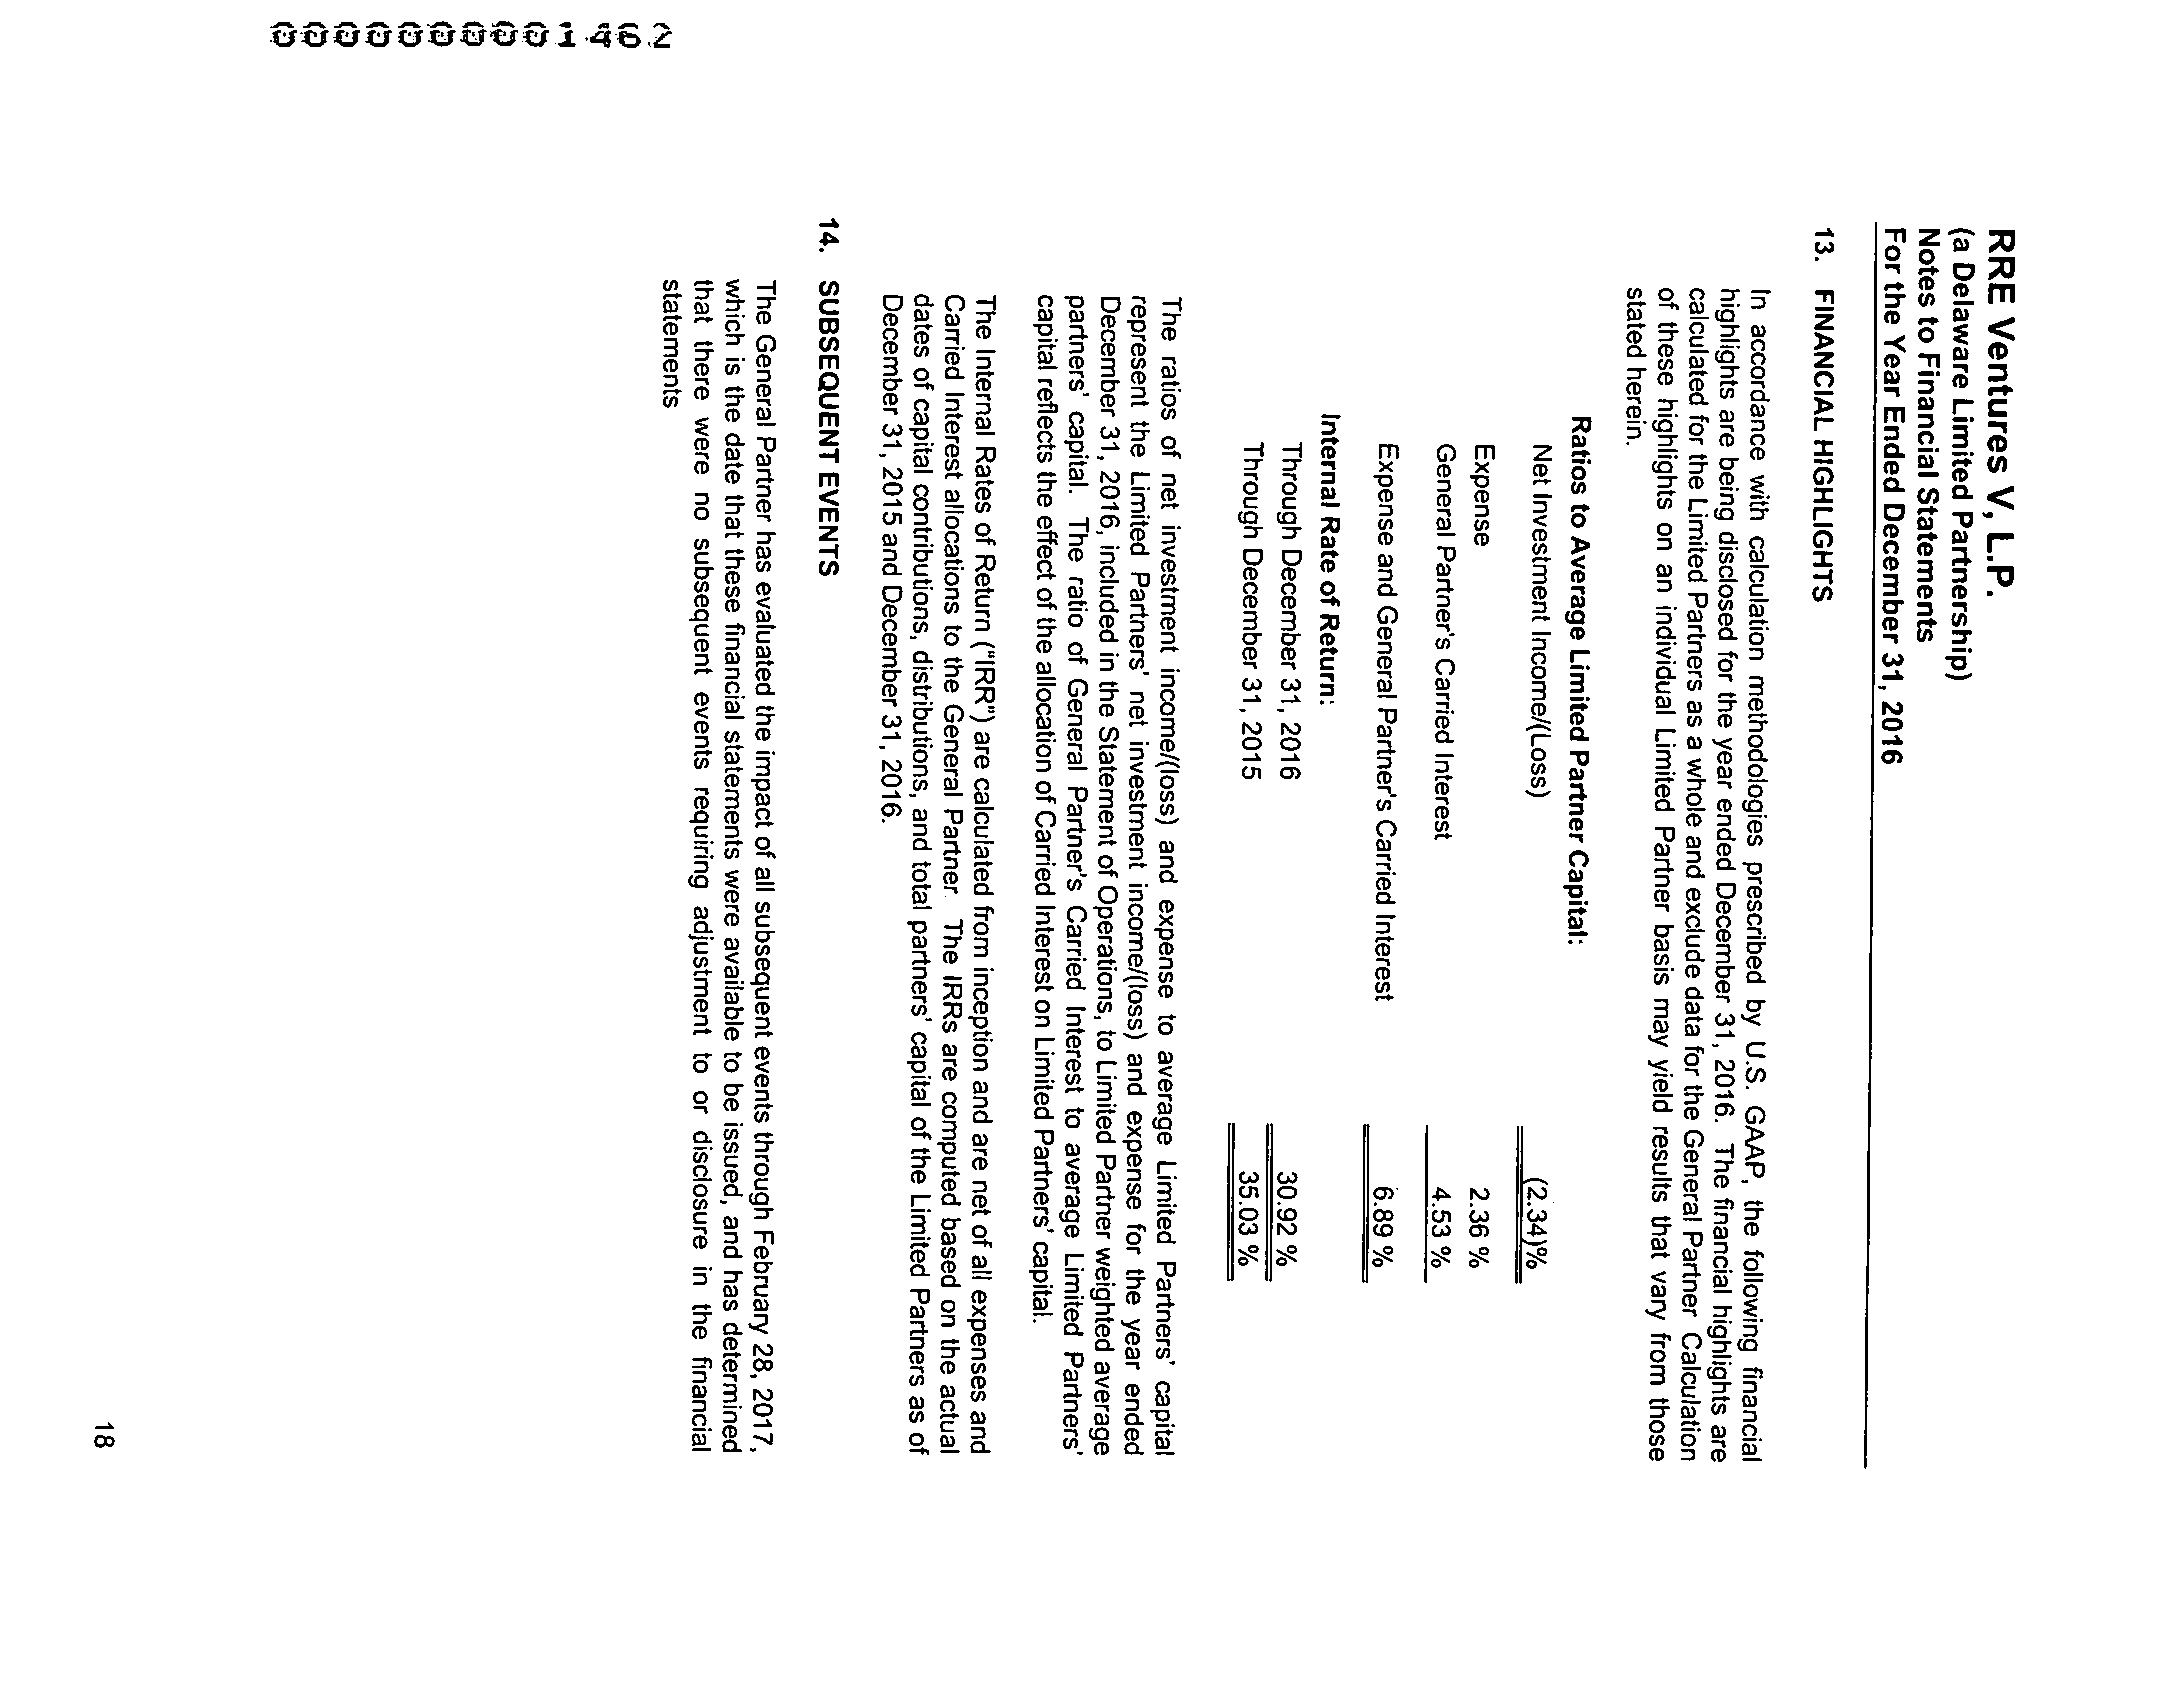 RRE Ventures V, L.P.
(a Delaware Limited Partnership)
Notes to Financial Statements
For the Year Ended December 31, 2016
13. FINANCIAL HIGHLIGHTS
In accordance with calculation methodologies prescribed by U.S. GAAP, the following financial
highlights are being disclosed for the year ended December 31, 2016. The financial highlights are
calculated for the Limited Partners as a whole and exclude data for the General Partner Calculation
of these highlights on an individual Limited Partner basis may yield results that vary from those
stated herein.
Ratios to Average Limited Partner Capital:
Net Investment Income/(Loss) (2.34)%
Expense 2.36 %
General Partner's Carried Interest 4.53 %
Expense and General Partner's Carried Interest 6.89 %
Internal Rate of Return:
Through December 31, 2016 30.92 %
Through December 31, 2015 35.03 %
The ratios of net investment income/(loss) and expense to average Limited Partners' capital
represent the Limited Partners' net investment income/(loss) and expense for the year ended
December 31, 2016, included in the Statement of Operations, to Limited Partner weighted average
partners' capital. The ratio of General Partner's Carried Interest to average Limited Partners'
capital reflects the effect of the allocation of Carried Interest on Limited Partners' capital.
The Internal Rates of Return ("IRR") are calculated from inception and are net of all expenses and
Carried Interest allocations to the General Partner. The IRRs are computed based on the actual
dates of capital contributions, distributions, and total partners' capital of the Limited Partners as of
December 31, 2015 and December 31, 2016.
14. SUBSEQUENT EVENTS
The General Partner has evaluated the impact of all subsequent events through February 28, 2017,
which is the date that these financial statements were available to be issued, and has determined
that there were no subsequent events requiring adjustment to or disclosure in the financial
statements
18
0000000001462